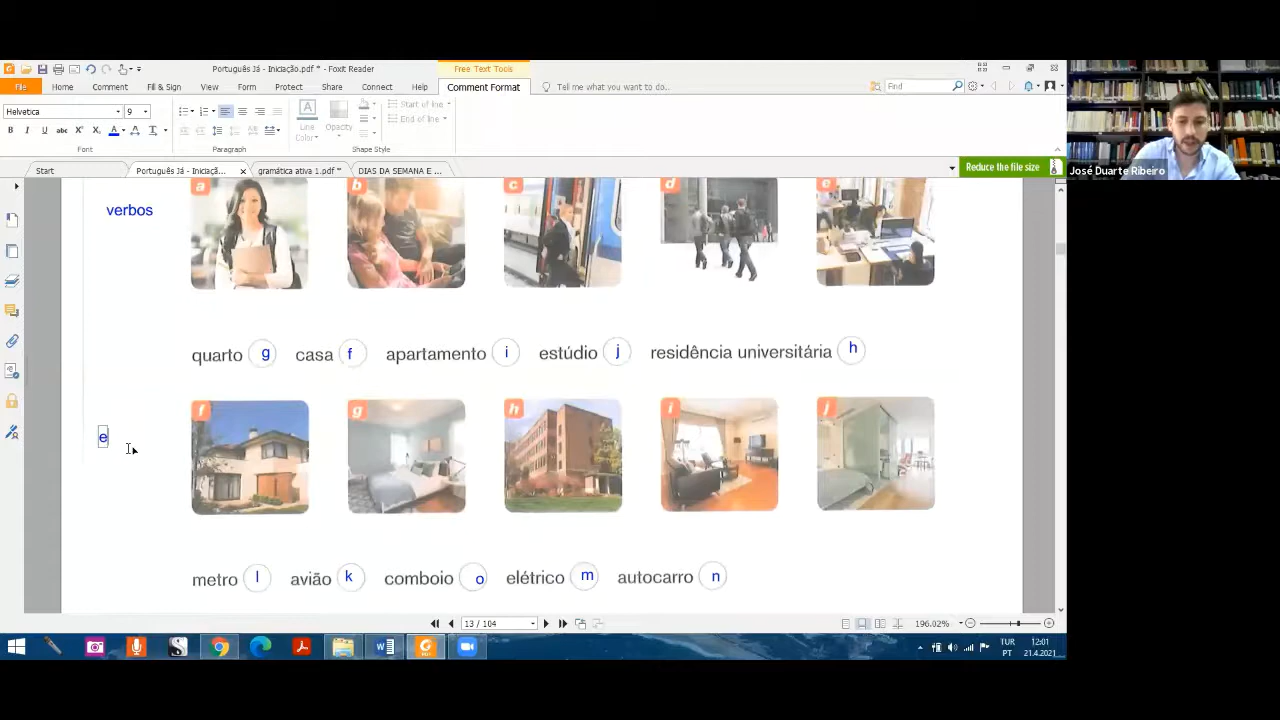 Português Já - Iniciação.pdf * - Foxit Reader
Free Text Tools
File Home Comment Fill & Sign View Form Protect Share Connect Help Comment Format Tell me what you want to do... Find
Helvetica 9
Line Color Opacity Start of line End of line
B I U abc X² X₂ A A T
Font Paragraph Shape Style
Start Português Já - Iniciaçã... gramática ativa 1.pdf * DIAS DA SEMANA E ... Reduce the file size
José Duarte Ribeiro
a b c d e
verbos
quarto g casa f apartamento i estúdio j residência universitária h
f g h i j
e
metro l avião k comboio o elétrico m autocarro n
13 / 104 196.02%
TUR 12:01
PT 21.4.2021